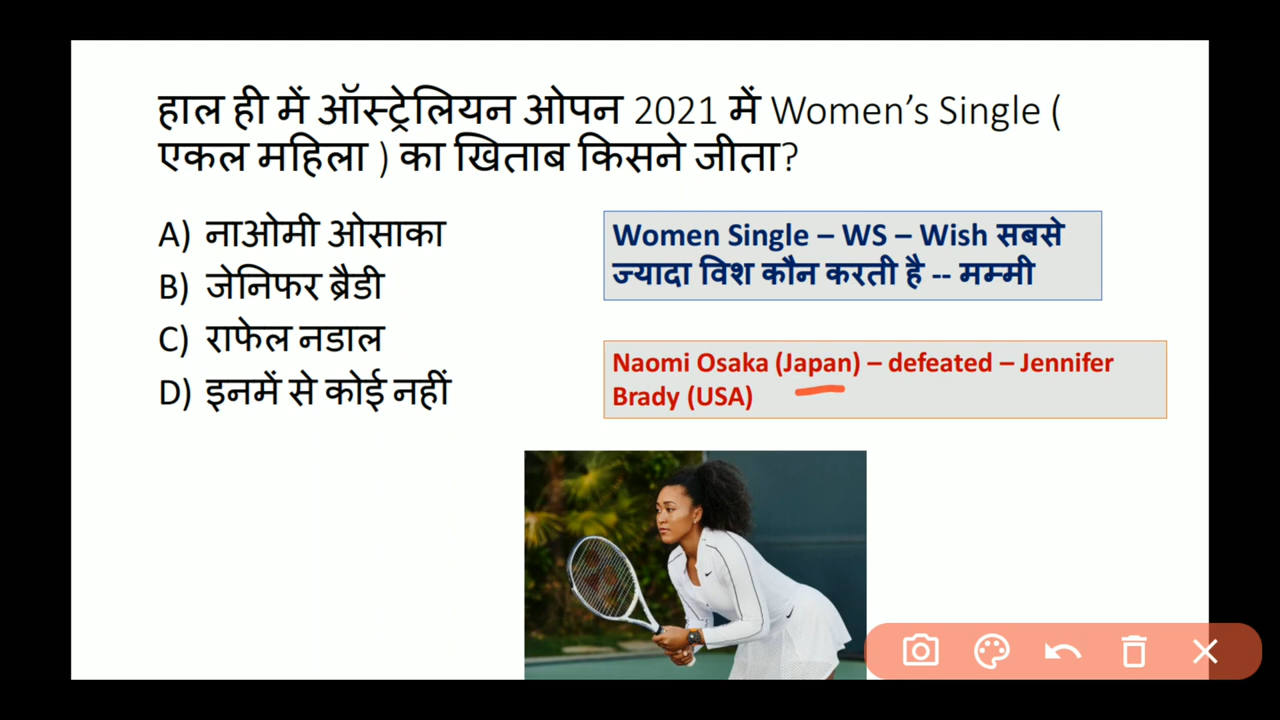 हाल ही में ऑस्ट्रेलियन ओपन 2021 में Women’s Single (
एकल महिला ) का खिताब किसने जीता?
A) नाओमी ओसाका
B) जेनिफर ब्रैडी
C) राफेल नडाल
D) इनमें से कोई नहीं
Women Single – WS – Wish सबसे
ज्यादा विश कौन करती है -- मम्मी
Naomi Osaka (Japan) – defeated – Jennifer
Brady (USA)